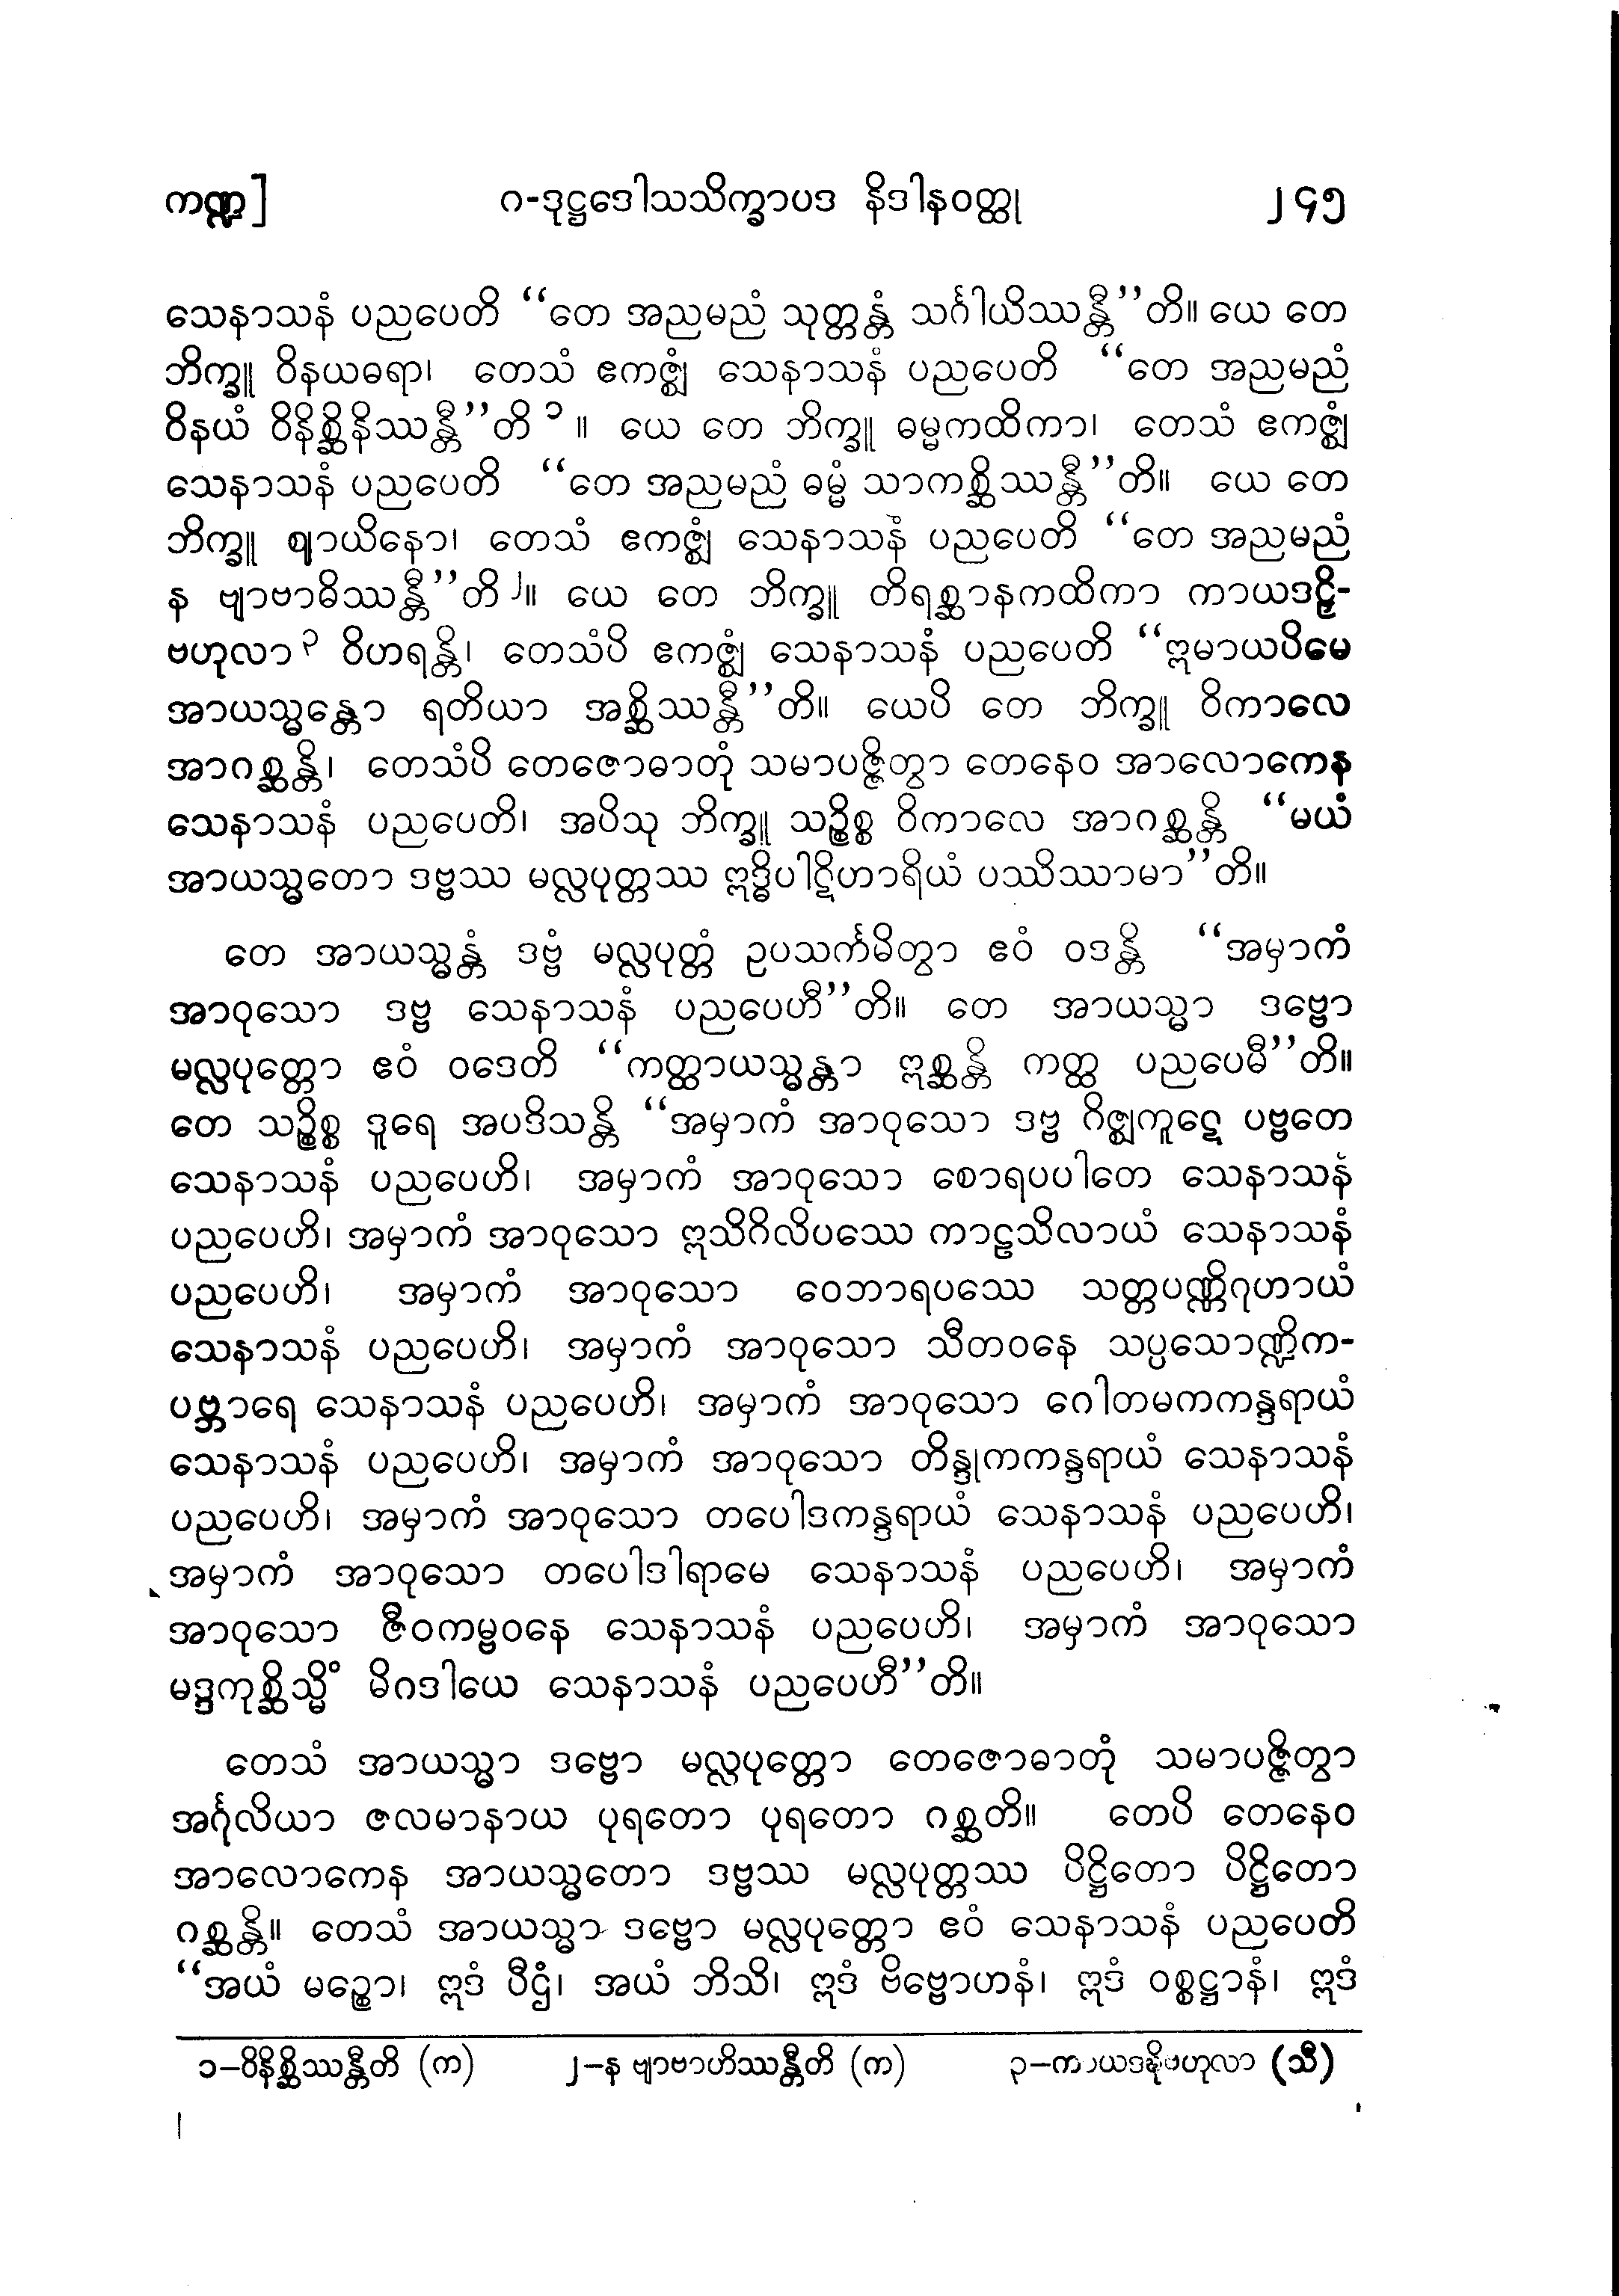 ကဏ္ဍ] ဂ-ဒုဋ္ဌဒေါသသိက္ခာပဒ နိဒါနဝတ္ထု ၂၄၅
သေနာသနံ ပညပေတိ “တေ အညမညံ သုတ္တန္တံ သင်္ဂါယိဿန္တီ”တိ။ ယေ တေ
ဘိက္ခူ ဝိနယဓရာ၊ တေသံ ဧကဇ္ဈံ သေနာသနံ ပညပေတိ “တေ အညမညံ
ဝိနယံ ဝိနိစ္ဆိနိဿန္တီ”တိ ၁ ။ ယေ တေ ဘိက္ခူ ဓမ္မကထိကာ၊ တေသံ ဧကဇ္ဈံ
သေနာသနံ ပညပေတိ “တေ အညမညံ ဓမ္မံ သာကစ္ဆိဿန္တီ”တိ။ ယေ တေ
ဘိက္ခူ ဈာယိနော၊ တေသံ ဧကဇ္ဈံ သေနာသနံ ပညပေတိ “တေ အညမညံ
န ဗျာဗာဓိဿန္တီ”တိ ၂။ ယေ တေ ဘိက္ခူ တိရစ္ဆာနကထိကာ ကာယဒဠှိ-
ဗဟုလာ ၃ ဝိဟရန္တိ၊ တေသံပိ ဧကဇ္ဈံ သေနာသနံ ပညပေတိ “ဣမာယပိမေ
အာယသ္မန္တော ရတိယာ အစ္ဆိဿန္တီ”တိ။ ယေပိ တေ ဘိက္ခူ ဝိကာလေ
အာဂစ္ဆန္တိ၊ တေသံပိ တေဇောဓာတုံ သမာပဇ္ဇိတွာ တေနေဝ အာလောကေန
သေနာသနံ ပညပေတိ၊ အပိသု ဘိက္ခူ သဉ္စိစ္စ ဝိကာလေ အာဂစ္ဆန္တိ “မယံ
အာယသ္မတော ဒဗ္ဗဿ မလ္လပုတ္တဿ ဣဒ္ဓိပါဋိဟာရိယံ ပဿိဿာမာ”တိ။
တေ အာယသ္မန္တံ ဒဗ္ဗံ မလ္လပုတ္တံ ဥပသင်္ကမိတွာ ဧဝံ ဝဒန္တိ “အမှာကံ
အာဝုသော ဒဗ္ဗ သေနာသနံ ပညပေဟီ”တိ။ တေ အာယသ္မာ ဒဗ္ဗော
မလ္လပုတ္တော ဧဝံ ဝဒေတိ “ကတ္ထာယသ္မန္တာ ဣစ္ဆန္တိ ကတ္ထ ပညပေမီ”တိ။
တေ သဉ္စိစ္စ ဒူရေ အပဒိသန္တိ “အမှာကံ အာဝုသော ဒဗ္ဗ ဂိဇ္ဈကူဋေ ပဗ္ဗတေ
သေနာသနံ ပညပေဟိ၊ အမှာကံ အာဝုသော စောရပပါတေ သေနာသနံ
ပညပေဟိ၊ အမှာကံ အာဝုသော ဣသိဂိလိပဿေ ကာဠသိလာယံ သေနာသနံ
ပညပေဟိ၊ အမှာကံ အာဝုသော ဝေဘာရပဿေ သတ္တပဏ္ဏိဂုဟာယံ
သေနာသနံ ပညပေဟိ၊ အမှာကံ အာဝုသော သီတဝနေ သပ္ပသောဏ္ဍိက-
ပဗ္ဘာရေ သေနာသနံ ပညပေဟိ၊ အမှာကံ အာဝုသော ဂေါတမကကန္ဒရာယံ
သေနာသနံ ပညပေဟိ၊ အမှာကံ အာဝုသော တိန္ဒုကကန္ဒရာယံ သေနာသနံ
ပညပေဟိ၊ အမှာကံ အာဝုသော တပေါဒကန္ဒရာယံ သေနာသနံ ပညပေဟိ၊
အမှာကံ အာဝုသော တပေါဒါရာမေ သေနာသနံ ပညပေဟိ၊ အမှာကံ
အာဝုသော ဇီဝကမ္ဗဝနေ သေနာသနံ ပညပေဟိ၊ အမှာကံ အာဝုသော
မဒ္ဒကုစ္ဆိသ္မိံ မိဂဒါယေ သေနာသနံ ပညပေဟီ”တိ။
တေသံ အာယသ္မာ ဒဗ္ဗော မလ္လပုတ္တော တေဇောဓာတုံ သမာပဇ္ဇိတွာ
အင်္ဂုလိယာ ဇလမာနာယ ပုရတော ပုရတော ဂစ္ဆတိ။ တေပိ တေနေဝ
အာလောကေန အာယသ္မတော ဒဗ္ဗဿ မလ္လပုတ္တဿ ပိဋ္ဌိတော ပိဋ္ဌိတော
ဂစ္ဆန္တိ။ တေသံ အာယသ္မာ ဒဗ္ဗော မလ္လပုတ္တော ဧဝံ သေနာသနံ ပညပေတိ
“အယံ မဉ္စော၊ ဣဒံ ပီဌံ၊ အယံ ဘိသိ၊ ဣဒံ ဗိဗ္ဗောဟနံ၊ ဣဒံ ဝစ္စဋ္ဌာနံ၊ ဣဒံ
၁–ဝိနိစ္ဆိဿန္တီတိ (က) ၂–န ဗျာဗာဟိဿန္တီတိ (က) ၃– (သီ)